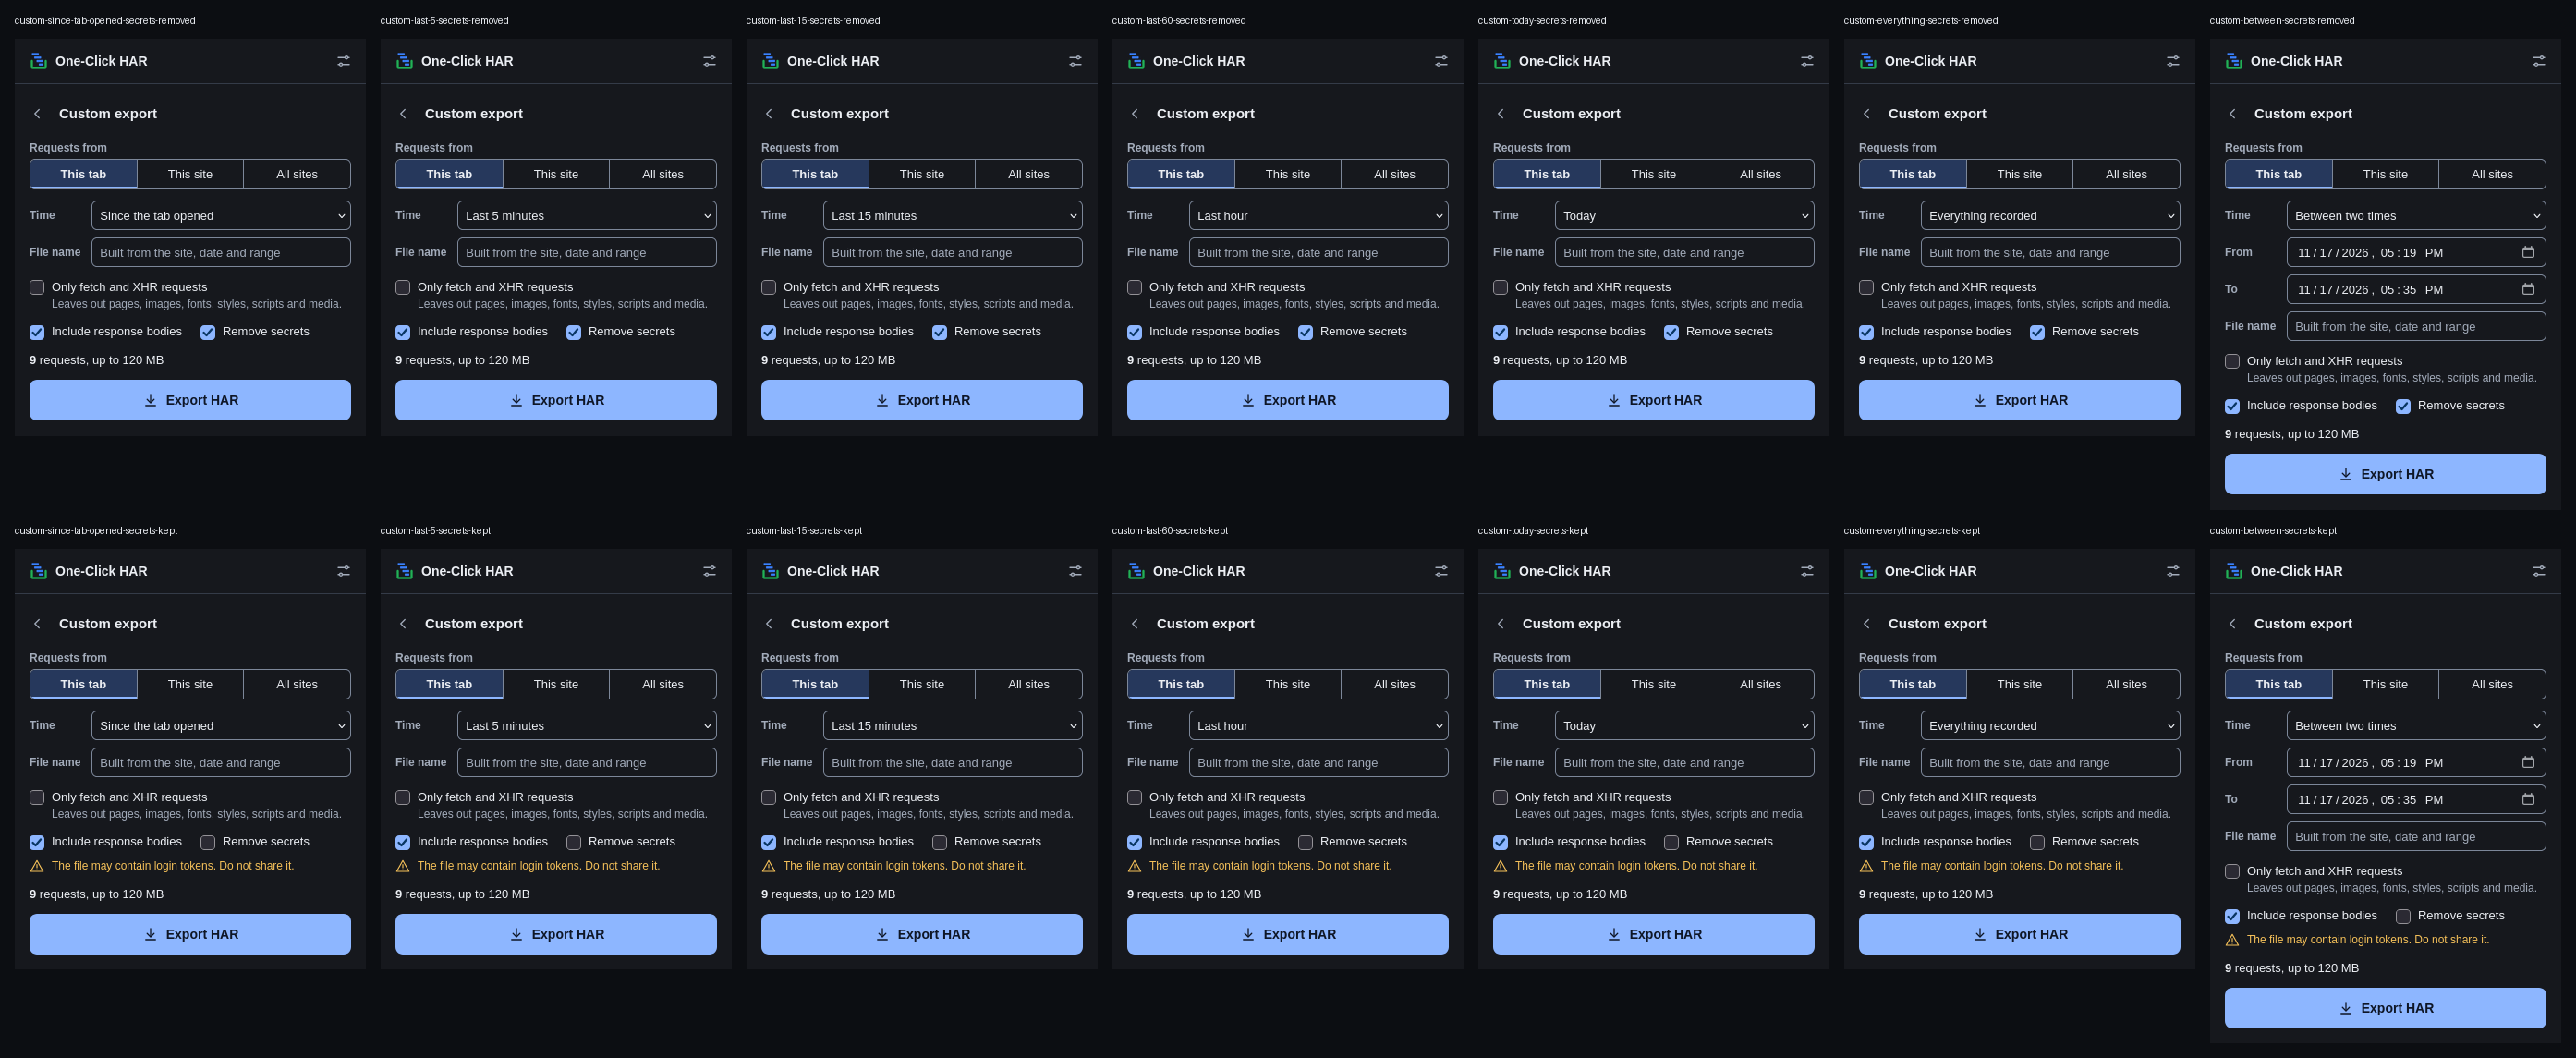 custom-since-tab-opened-secrets-removed
One-Click HAR
Custom export
Requests from
This tab This site All sites
Time Since the tab opened
File name Built from the site, date and range
Only fetch and XHR requests
Leaves out pages, images, fonts, styles, scripts and media.
Include response bodies Remove secrets
9 requests, up to 120 MB
Export HAR
custom-last-5-secrets-removed
One-Click HAR
Custom export
Requests from
This tab This site All sites
Time Last 5 minutes
File name Built from the site, date and range
Only fetch and XHR requests
Leaves out pages, images, fonts, styles, scripts and media.
Include response bodies Remove secrets
9 requests, up to 120 MB
Export HAR
custom-last-15-secrets-removed
One-Click HAR
Custom export
Requests from
This tab This site All sites
Time Last 15 minutes
File name Built from the site, date and range
Only fetch and XHR requests
Leaves out pages, images, fonts, styles, scripts and media.
Include response bodies Remove secrets
9 requests, up to 120 MB
Export HAR
custom-last-60-secrets-removed
One-Click HAR
Custom export
Requests from
This tab This site All sites
Time Last hour
File name Built from the site, date and range
Only fetch and XHR requests
Leaves out pages, images, fonts, styles, scripts and media.
Include response bodies Remove secrets
9 requests, up to 120 MB
Export HAR
custom-today-secrets-removed
One-Click HAR
Custom export
Requests from
This tab This site All sites
Time Today
File name Built from the site, date and range
Only fetch and XHR requests
Leaves out pages, images, fonts, styles, scripts and media.
Include response bodies Remove secrets
9 requests, up to 120 MB
Export HAR
custom-everything-secrets-removed
One-Click HAR
Custom export
Requests from
This tab This site All sites
Time Everything recorded
File name Built from the site, date and range
Only fetch and XHR requests
Leaves out pages, images, fonts, styles, scripts and media.
Include response bodies Remove secrets
9 requests, up to 120 MB
Export HAR
custom-between-secrets-removed
One-Click HAR
Custom export
Requests from
This tab This site All sites
Time Between two times
From 11/17/2026, 05:19 PM
To 11/17/2026, 05:35 PM
File name Built from the site, date and range
Only fetch and XHR requests
Leaves out pages, images, fonts, styles, scripts and media.
Include response bodies Remove secrets
9 requests, up to 120 MB
Export HAR
custom-since-tab-opened-secrets-kept
One-Click HAR
Custom export
Requests from
This tab This site All sites
Time Since the tab opened
File name Built from the site, date and range
Only fetch and XHR requests
Leaves out pages, images, fonts, styles, scripts and media.
Include response bodies Remove secrets
The file may contain login tokens. Do not share it.
9 requests, up to 120 MB
Export HAR
custom-last-5-secrets-kept
One-Click HAR
Custom export
Requests from
This tab This site All sites
Time Last 5 minutes
File name Built from the site, date and range
Only fetch and XHR requests
Leaves out pages, images, fonts, styles, scripts and media.
Include response bodies Remove secrets
The file may contain login tokens. Do not share it.
9 requests, up to 120 MB
Export HAR
custom-last-15-secrets-kept
One-Click HAR
Custom export
Requests from
This tab This site All sites
Time Last 15 minutes
File name Built from the site, date and range
Only fetch and XHR requests
Leaves out pages, images, fonts, styles, scripts and media.
Include response bodies Remove secrets
The file may contain login tokens. Do not share it.
9 requests, up to 120 MB
Export HAR
custom-last-60-secrets-kept
One-Click HAR
Custom export
Requests from
This tab This site All sites
Time Last hour
File name Built from the site, date and range
Only fetch and XHR requests
Leaves out pages, images, fonts, styles, scripts and media.
Include response bodies Remove secrets
The file may contain login tokens. Do not share it.
9 requests, up to 120 MB
Export HAR
custom-today-secrets-kept
One-Click HAR
Custom export
Requests from
This tab This site All sites
Time Today
File name Built from the site, date and range
Only fetch and XHR requests
Leaves out pages, images, fonts, styles, scripts and media.
Include response bodies Remove secrets
The file may contain login tokens. Do not share it.
9 requests, up to 120 MB
Export HAR
custom-everything-secrets-kept
One-Click HAR
Custom export
Requests from
This tab This site All sites
Time Everything recorded
File name Built from the site, date and range
Only fetch and XHR requests
Leaves out pages, images, fonts, styles, scripts and media.
Include response bodies Remove secrets
The file may contain login tokens. Do not share it.
9 requests, up to 120 MB
Export HAR
custom-between-secrets-kept
One-Click HAR
Custom export
Requests from
This tab This site All sites
Time Between two times
From 11/17/2026, 05:19 PM
To 11/17/2026, 05:35 PM
File name Built from the site, date and range
Only fetch and XHR requests
Leaves out pages, images, fonts, styles, scripts and media.
Include response bodies Remove secrets
The file may contain login tokens. Do not share it.
9 requests, up to 120 MB
Export HAR